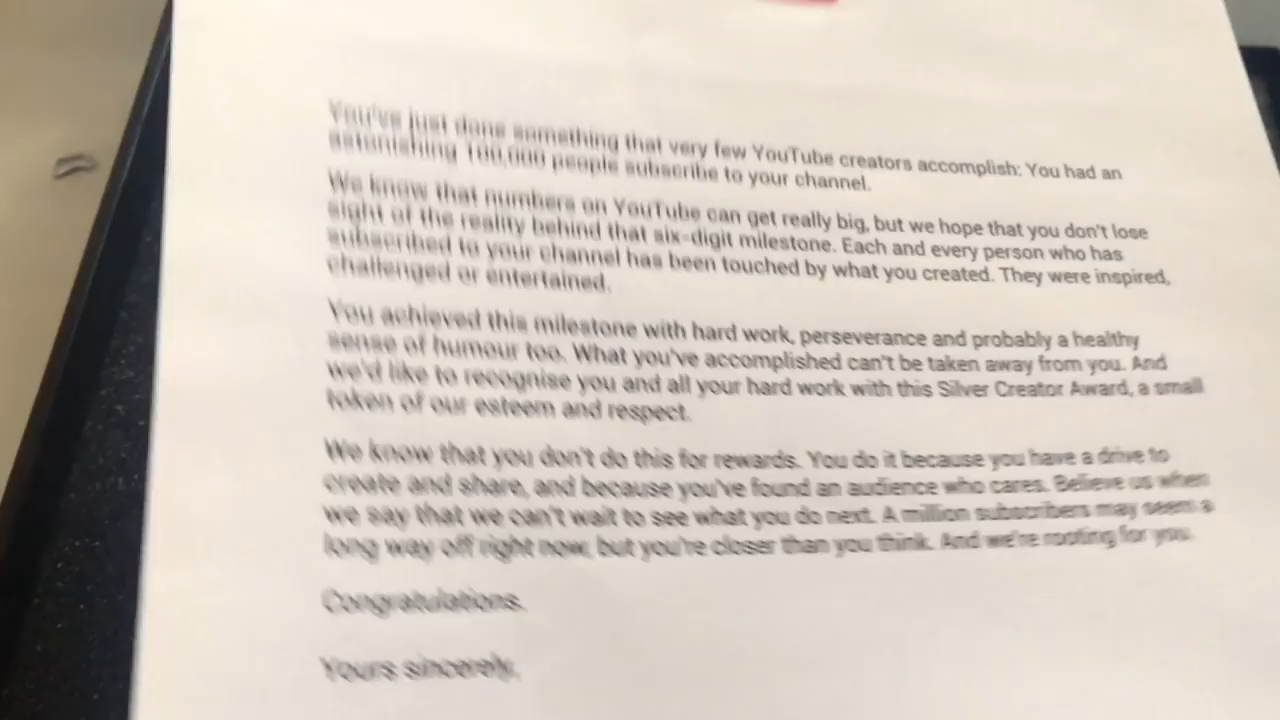 You've just done something that very few YouTube creators accomplish: You had an
astonishing 100,000 people subscribe to your channel.
We know that numbers on YouTube can get really big, but we hope that you don't lose
sight of the reality behind that six-digit milestone. Each and every person who has
subscribed to your channel has been touched by what you created. They were inspired,
challenged or entertained.
You achieved this milestone with hard work, perseverance and probably a healthy
sense of humour too. What you've accomplished can't be taken away from you. And
we'd like to recognise you and all your hard work with this Silver Creator Award, a small
token of our esteem and respect.
We know that you don't do this for rewards. You do it because you have a drive to
create and share, and because you've found an audience who cares. Believe us when
we say that we can't wait to see what you do next. A million subscribers may seem a
long way off right now, but you're closer than you think. And we're rooting for you.
Congratulations.
Yours sincerely,